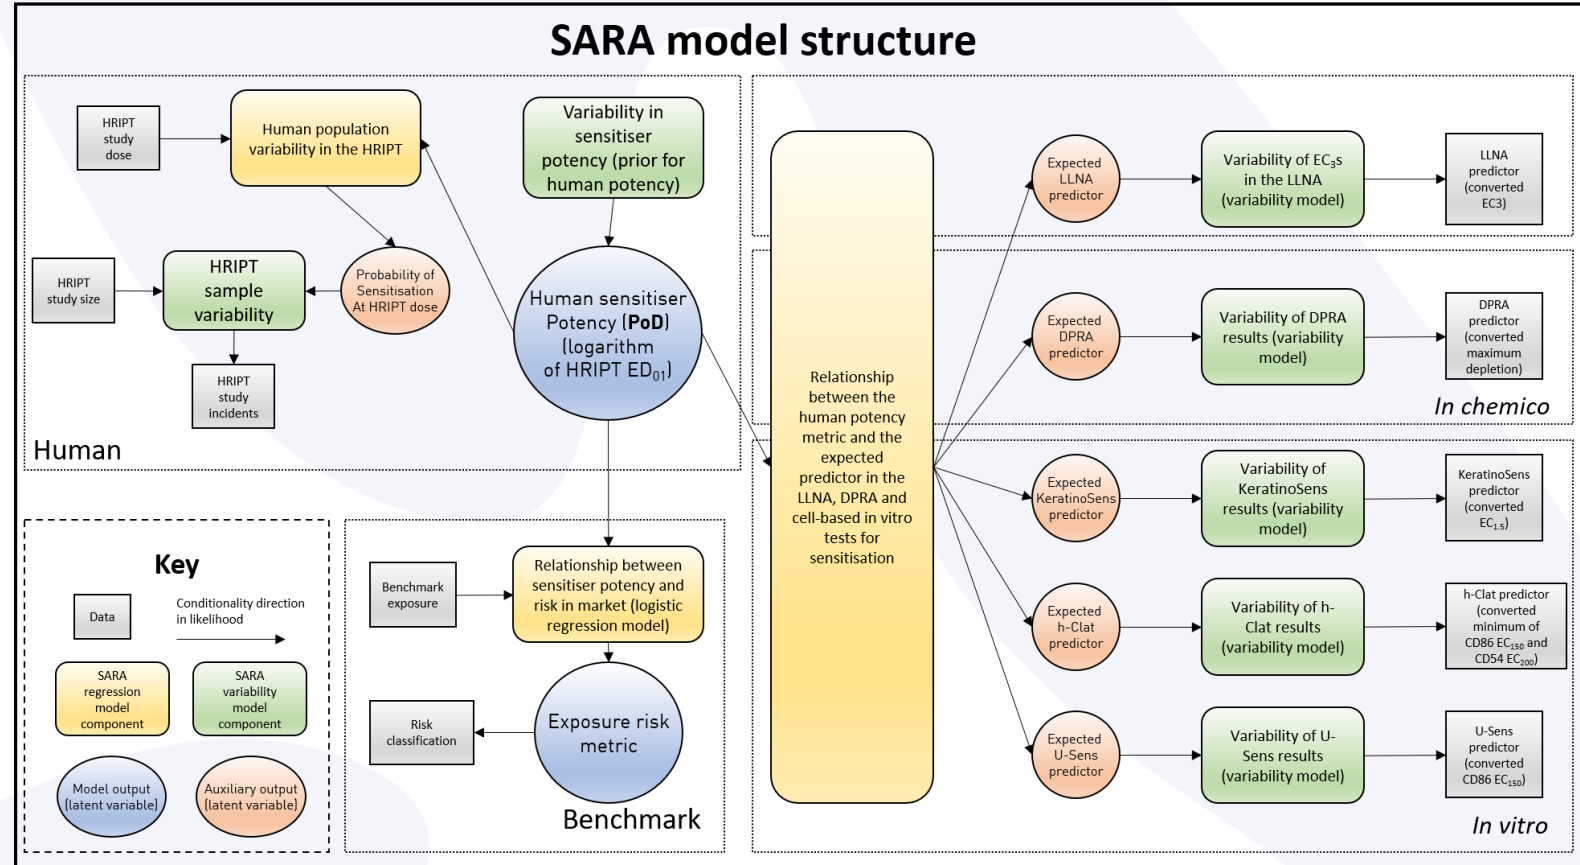 SARA model structure
HRIPT
study
dose
Human population
variability in the HRIPT
Variability in
sensitiser
potency (prior for
human potency)
HRIPT
study size
HRIPT
sample
variability
Probability of
Sensitisation
At HRIPT dose
Human sensitiser
Potency (PoD)
(logarithm
of HRIPT ED01)
HRIPT
study
incidents
Human
Key
Data
Conditionality direction
in likelihood
SARA
regression
model
component
SARA
variability
model
component
Model output
(latent variable)
Auxiliary output
(latent variable)
Benchmark
exposure
Relationship between
sensitiser potency and
risk in market (logistic
regression model)
Risk
classification
Exposure risk
metric
Benchmark
Relationship
between the
human potency
metric and the
expected
predictor in the
LLNA, DPRA and
cell-based in vitro
tests for
sensitisation
Expected
LLNA
predictor
Variability of EC3s
in the LLNA
(variability model)
LLNA
predictor
(converted
EC3)
Expected
DPRA
predictor
Variability of DPRA
results (variability
model)
DPRA
predictor
(converted
maximum
depletion)
In chemico
Expected
KeratinoSens
predictor
Variability of
KeratinoSens
results (variability
model)
KeratinoSens
predictor
(converted
EC1.5)
Expected
h-Clat
predictor
Variability of h-
Clat results
(variability model)
h-Clat predictor
(converted
minimum of
CD86 EC150 and
CD54 EC200)
Expected
U-Sens
predictor
Variability of U-
Sens results
(variability model)
U-Sens
predictor
(converted
CD86 EC150)
In vitro